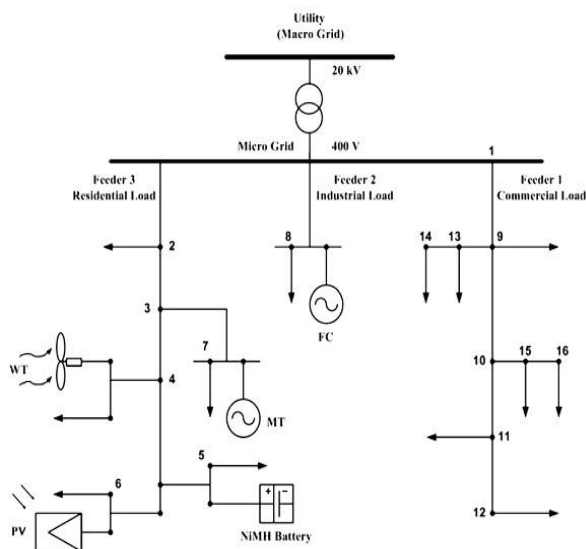 Utility
(Macro Grid)
20 kV
Micro Grid 400 V 1
Feeder 3
Residential Load
Feeder 2
Industrial Load
Feeder 1
Commercial Load
2
8
14 13 9
3
FC
7
10 15 16
WT
4
MT
11
5
6
+ −
12
PV
NiMH Battery